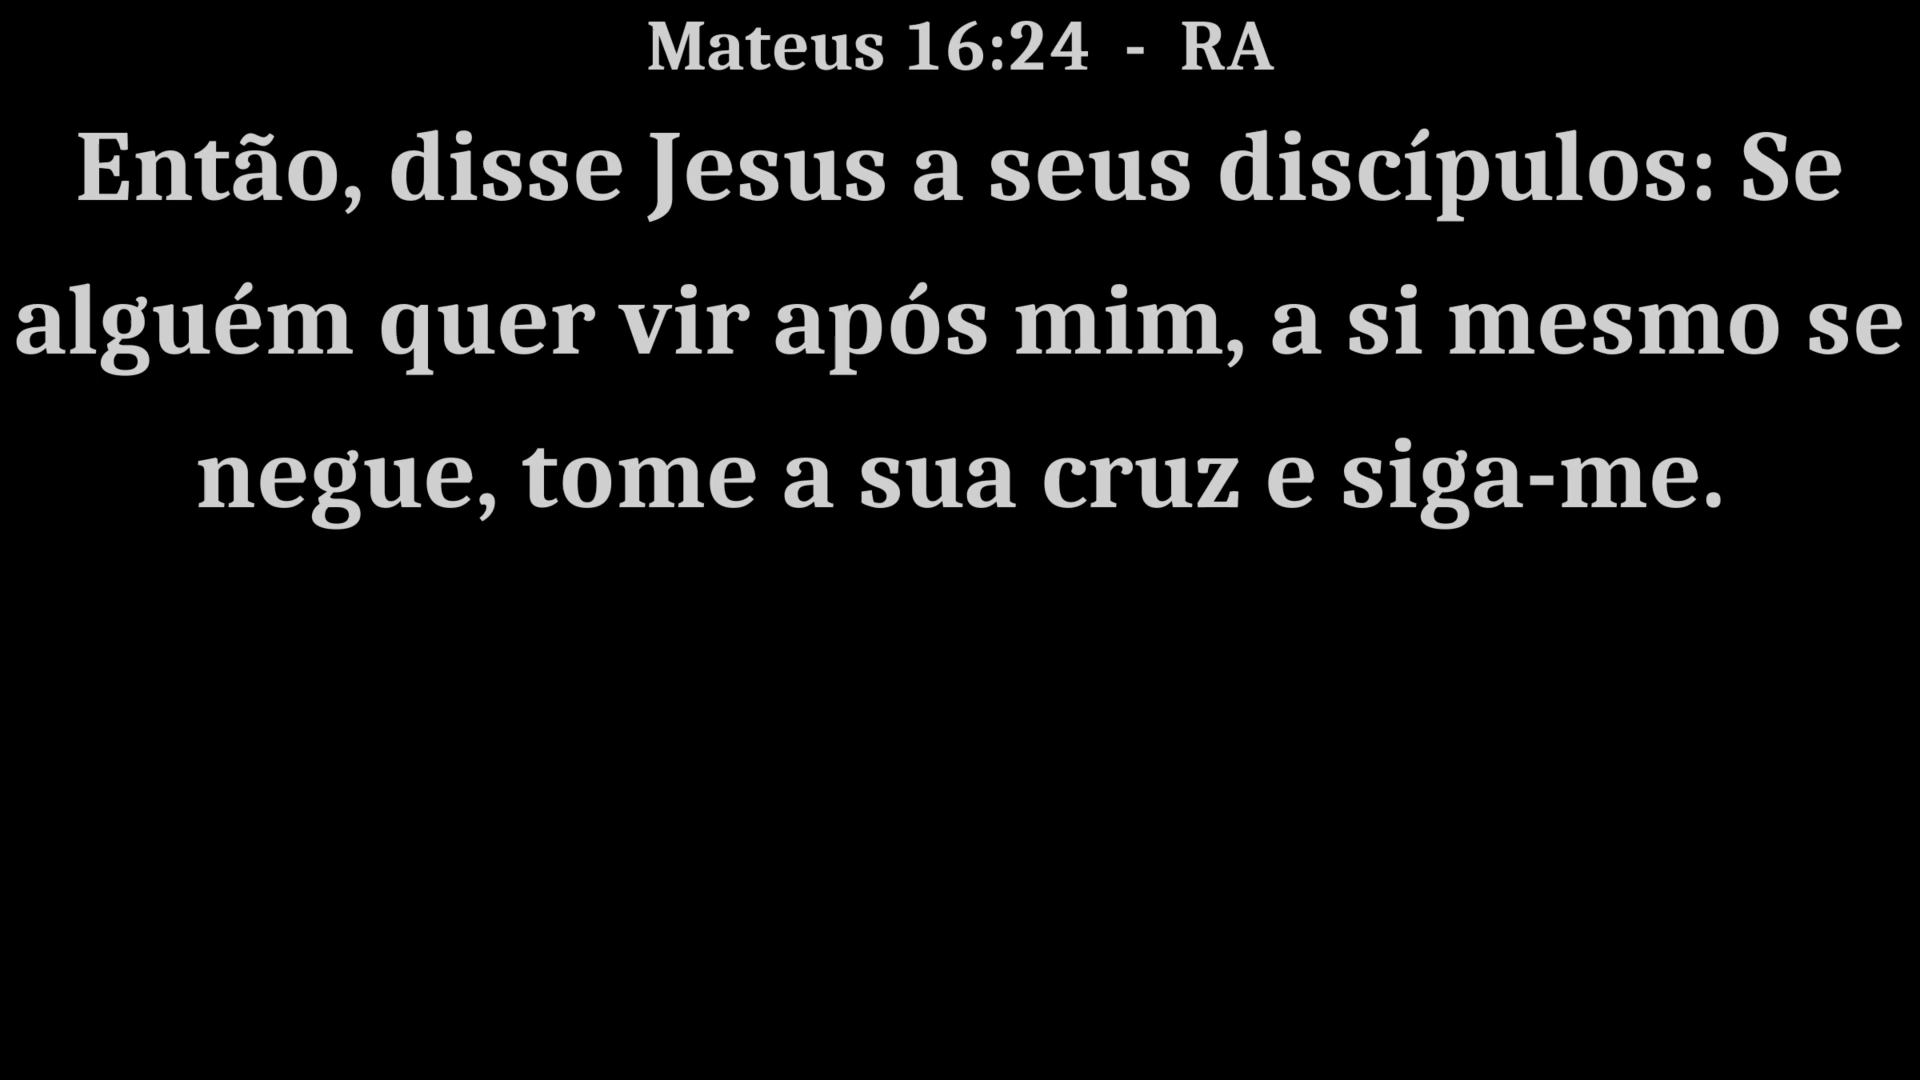 Mateus 16:24  -  RA
Então, disse Jesus a seus discípulos: Se
alguém quer vir após mim, a si mesmo se
negue, tome a sua cruz e siga-me.